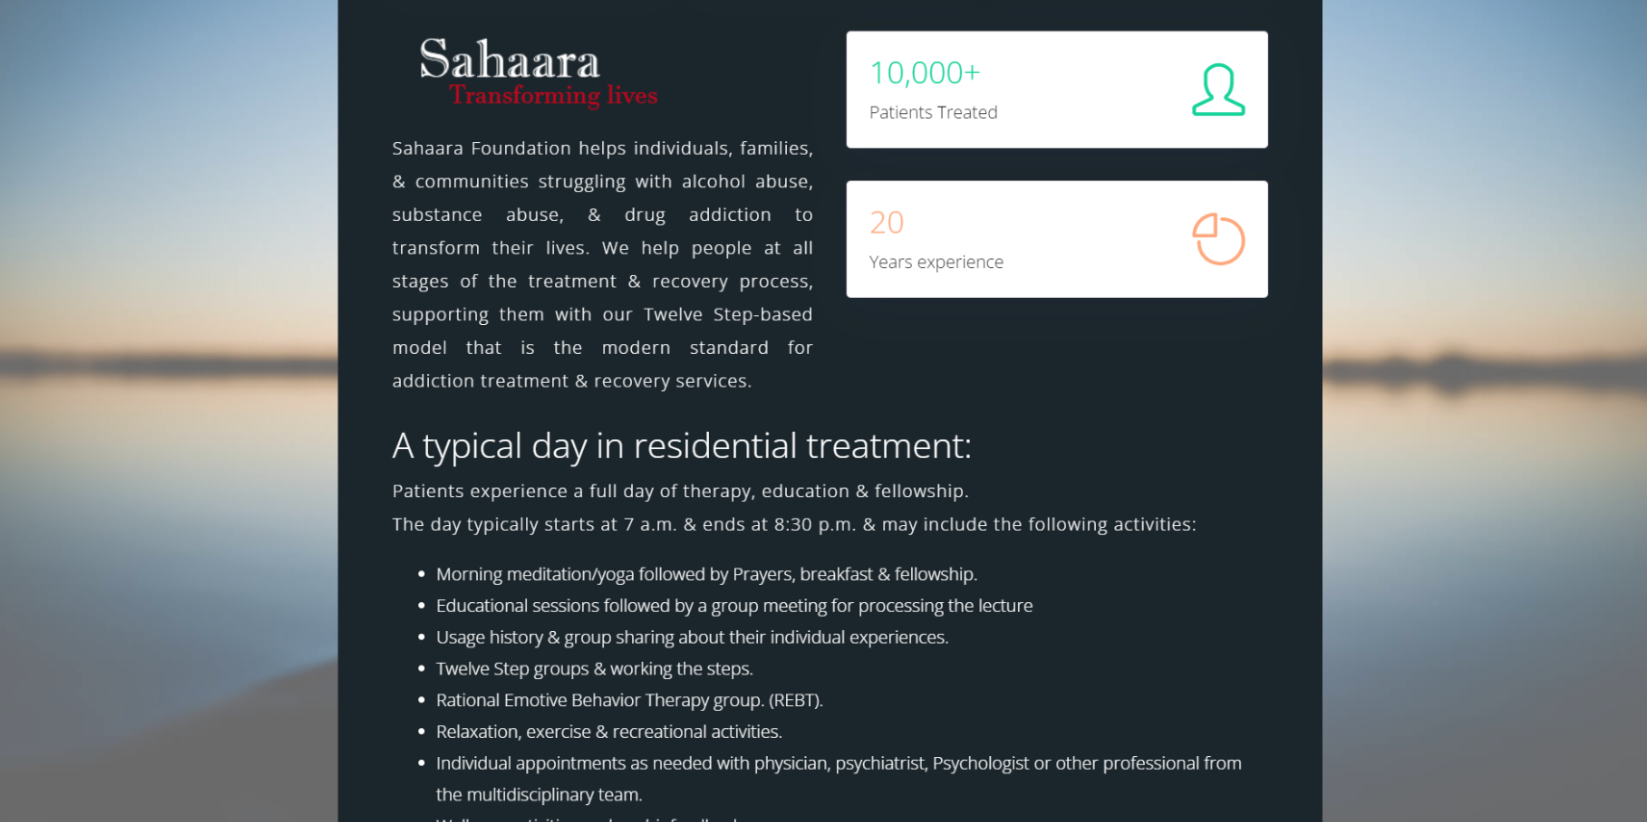 Sahaara
Transforming lives
Sahaara Foundation helps individuals, families,
& communities struggling with alcohol abuse,
substance abuse, & drug addiction to
transform their lives. We help people at all
stages of the treatment & recovery process,
supporting them with our Twelve Step-based
model that is the modern standard for
addiction treatment & recovery services.
10,000+
Patients Treated
20
Years experience
A typical day in residential treatment:
Patients experience a full day of therapy, education & fellowship.
The day typically starts at 7 a.m. & ends at 8:30 p.m. & may include the following activities:
• Morning meditation/yoga followed by Prayers, breakfast & fellowship.
• Educational sessions followed by a group meeting for processing the lecture
• Usage history & group sharing about their individual experiences.
• Twelve Step groups & working the steps.
• Rational Emotive Behavior Therapy group. (REBT).
• Relaxation, exercise & recreational activities.
• Individual appointments as needed with physician, psychiatrist, Psychologist or other professional from
the multidisciplinary team.